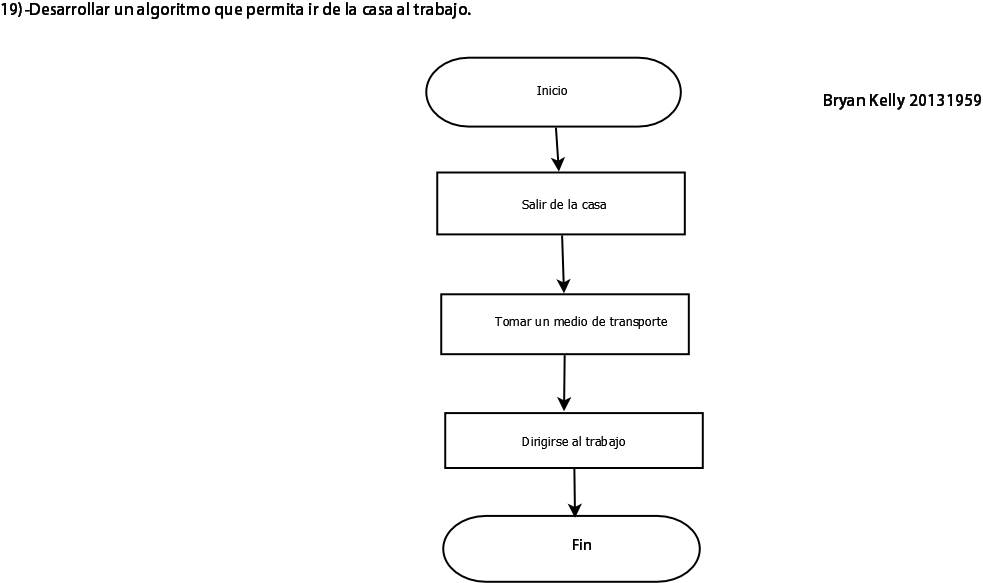 19)-Desarrollar un algoritmo que permita ir de la casa al trabajo.
Inicio
Bryan Kelly 20131959
Salir de la casa
Tomar un medio de transporte
Dirigirse al trabajo
Fin